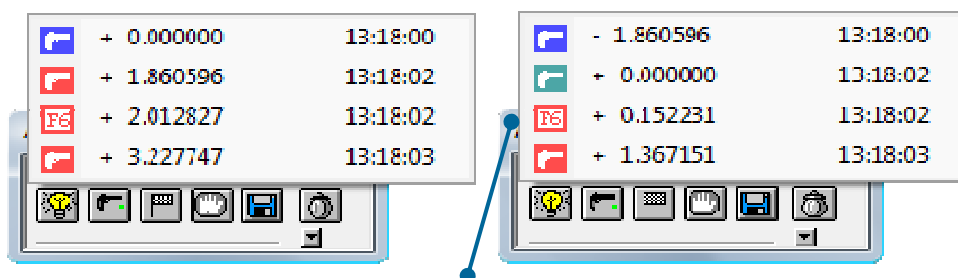 + 0.000000 13:18:00
+ 1.860596 13:18:02
F6 + 2.012827 13:18:02
+ 3.227747 13:18:03
- 1.860596 13:18:00
+ 0.000000 13:18:02
F6 + 0.152231 13:18:02
+ 1.367151 13:18:03